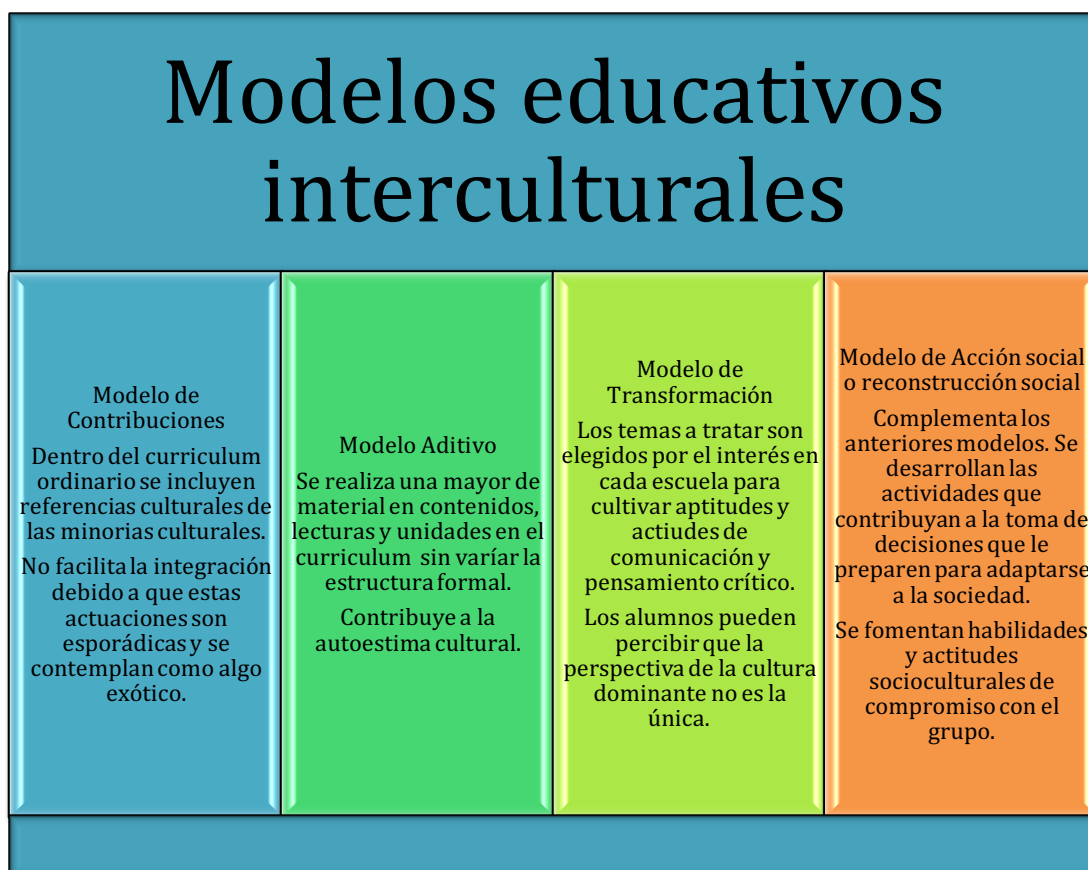 Modelos educativos
interculturales
Modelo de
Contribuciones
Dentro del curriculum
ordinario se incluyen
referencias culturales de
las minorias culturales.
No facilita la integración
debido a que estas
actuaciones son
esporádicas y se
contemplan como algo
exótico.
Modelo Aditivo
Se realiza una mayor de
material en contenidos,
lecturas y unidades en el
curriculum sin varíar la
estructura formal.
Contribuye a la
autoestima cultural.
Modelo de
Transformación
Los temas a tratar son
elegidos por el interés en
cada escuela para
cultivar aptitudes y
actiudes de
comunicación y
pensamiento crítico.
Los alumnos pueden
percibir que la
perspectiva de la cultura
dominante no es la
única.
Modelo de Acción social
o reconstrucción social
Complementa los
anteriores modelos. Se
desarrollan las
actividades que
contribuyan a la toma de
decisiones que le
preparen para adaptarse
a la sociedad.
Se fomentan habilidades
y actitudes
socioculturales de
compromiso con el
grupo.